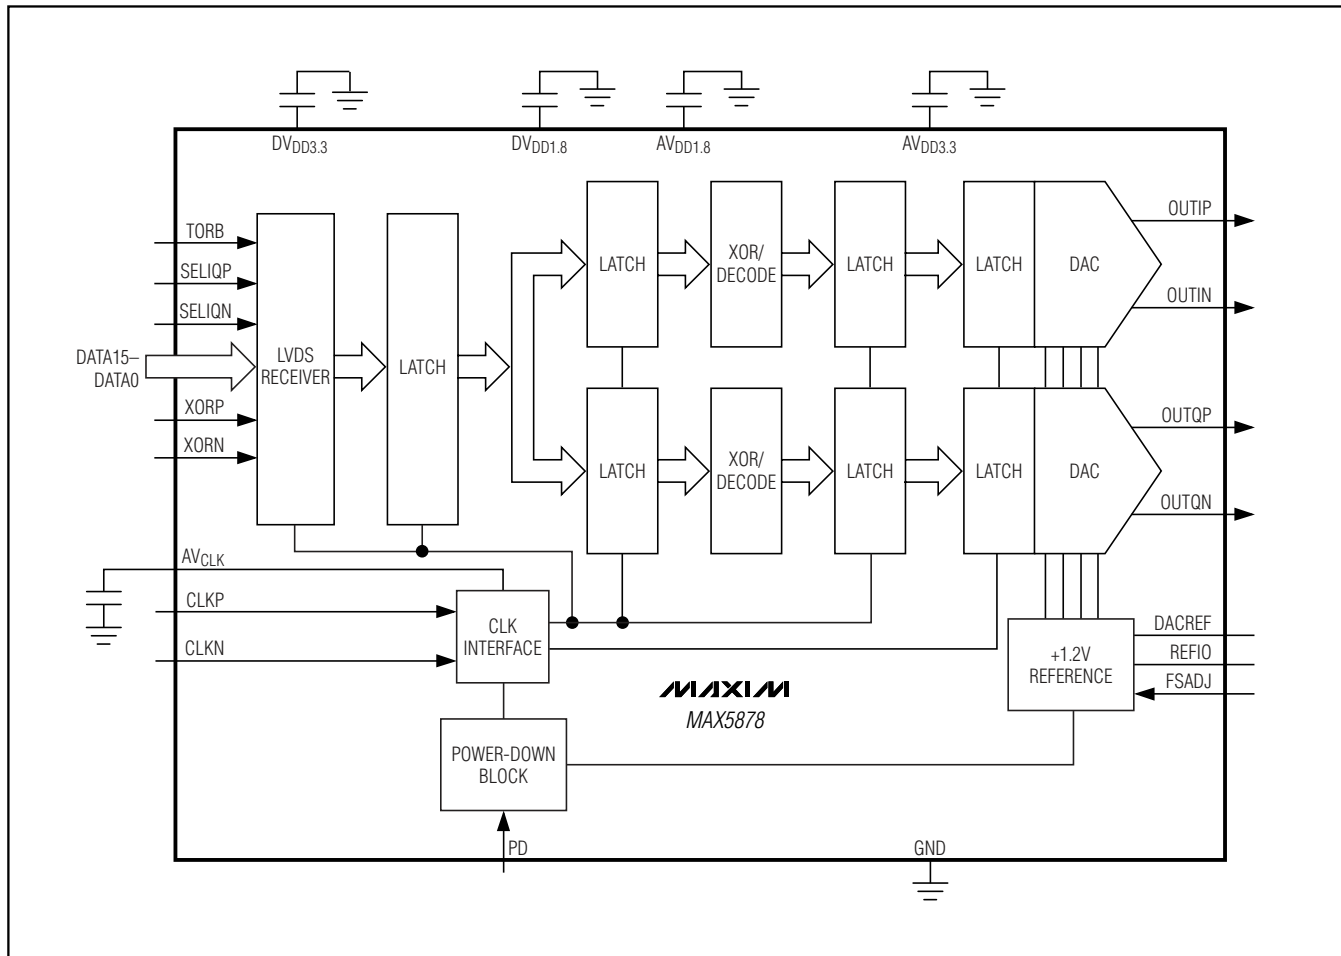 DVDD3.3
DVDD1.8
AVDD1.8
AVDD3.3
TORB
SELIQP
SELIQN
DATA15–
DATA0
XORP
XORN
LVDS
RECEIVER
LATCH
LATCH
XOR/
DECODE
LATCH
LATCH
DAC
OUTIP
OUTIN
LATCH
XOR/
DECODE
LATCH
LATCH
DAC
OUTQP
OUTQN
AVCLK
CLKP
CLKN
CLK
INTERFACE
+1.2V
REFERENCE
DACREF
REFIO
FSADJ
MAXIM
MAX5878
POWER-DOWN
BLOCK
PD
GND